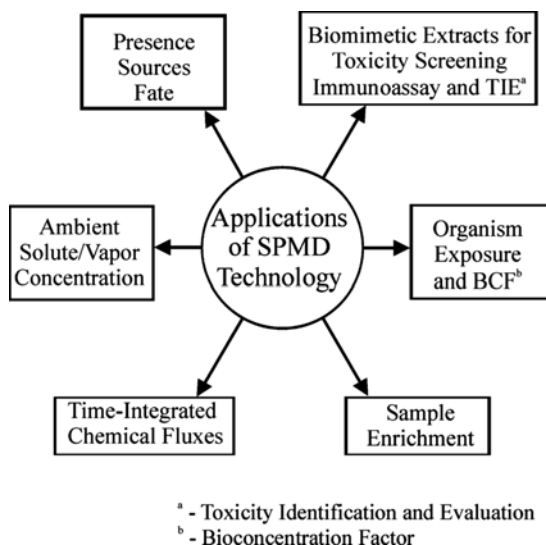 Presence
Sources
Fate
Biomimetic Extracts for
Toxicity Screening
Immunoassay and TIEᵃ
Ambient
Solute/Vapor
Concentration
Applications
of SPMD
Technology
Organism
Exposure
and BCFᵇ
Time-Integrated
Chemical Fluxes
Sample
Enrichment
ᵃ - Toxicity Identification and Evaluation
ᵇ - Bioconcentration Factor